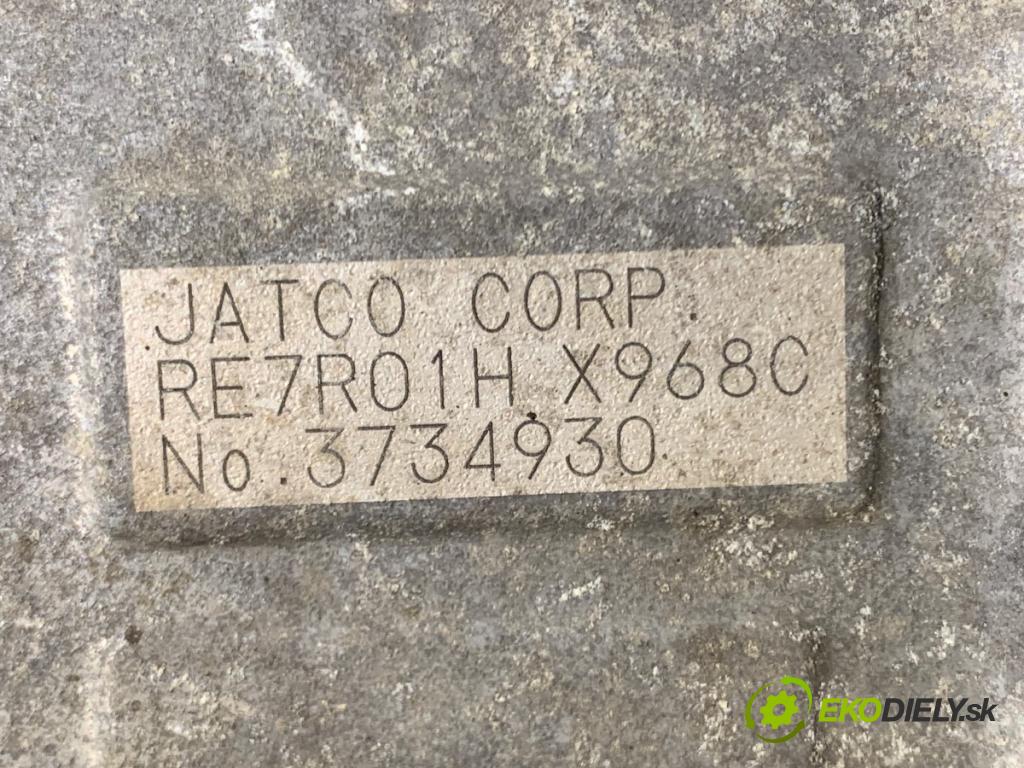 JATCO CORP.
RE7R01H X968C
No.3734930
EKODIELY.sk